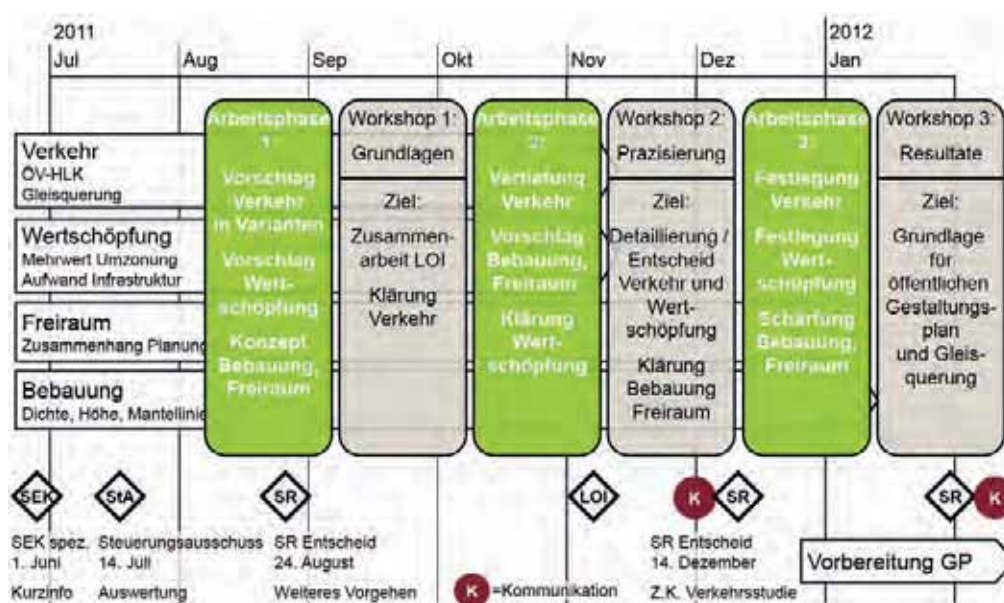 2011
2012
Jul
Aug
Sep
Okt
Nov
Dez
Jan
Verkehr
ÖV-HLK
Gleisquerung
Wertschöpfung
Mehrwert Umzonung
Aufwand Infrastruktur
Freiraum
Zusammenhang Planung
Bebauung
Dichte, Höhe, Mantellinie
Arbeitsphase
1:
Vorschlag
Verkehr
in Varianten
Vorschlag
Wert-
schöpfung
Konzept
Bebauung,
Freiraum
Workshop 1:
Grundlagen
Ziel:
Zusammen-
arbeit LOI
Klärung
Verkehr
Arbeitsphase
2:
Vertiefung
Verkehr
Vorschlag
Bebauung,
Freiraum
Klärung
Wert-
schöpfung
Workshop 2:
Präzisierung
Ziel:
Detaillierung /
Entscheid
Verkehr und
Wert-
schöpfung
Klärung
Bebauung
Freiraum
Arbeitsphase
3:
Festlegung
Verkehr
Festlegung
Wert-
schöpfung
Schärfung
Bebauung,
Freiraum
Workshop 3:
Resultate
Ziel:
Grundlage
für
öffentlichen
Gestaltungs-
plan
und Gleis-
querung
SEK
StA
SR
LOI
K
SR
SR
K
SEK spez.
1. Juni
Kurzinfo
Steuerungsausschuss
14. Juli
Auswertung
SR Entscheid
24. August
Weiteres Vorgehen
K =Kommunikation
SR Entscheid
14. Dezember
Z.K. Verkehrsstudie
Vorbereitung GP